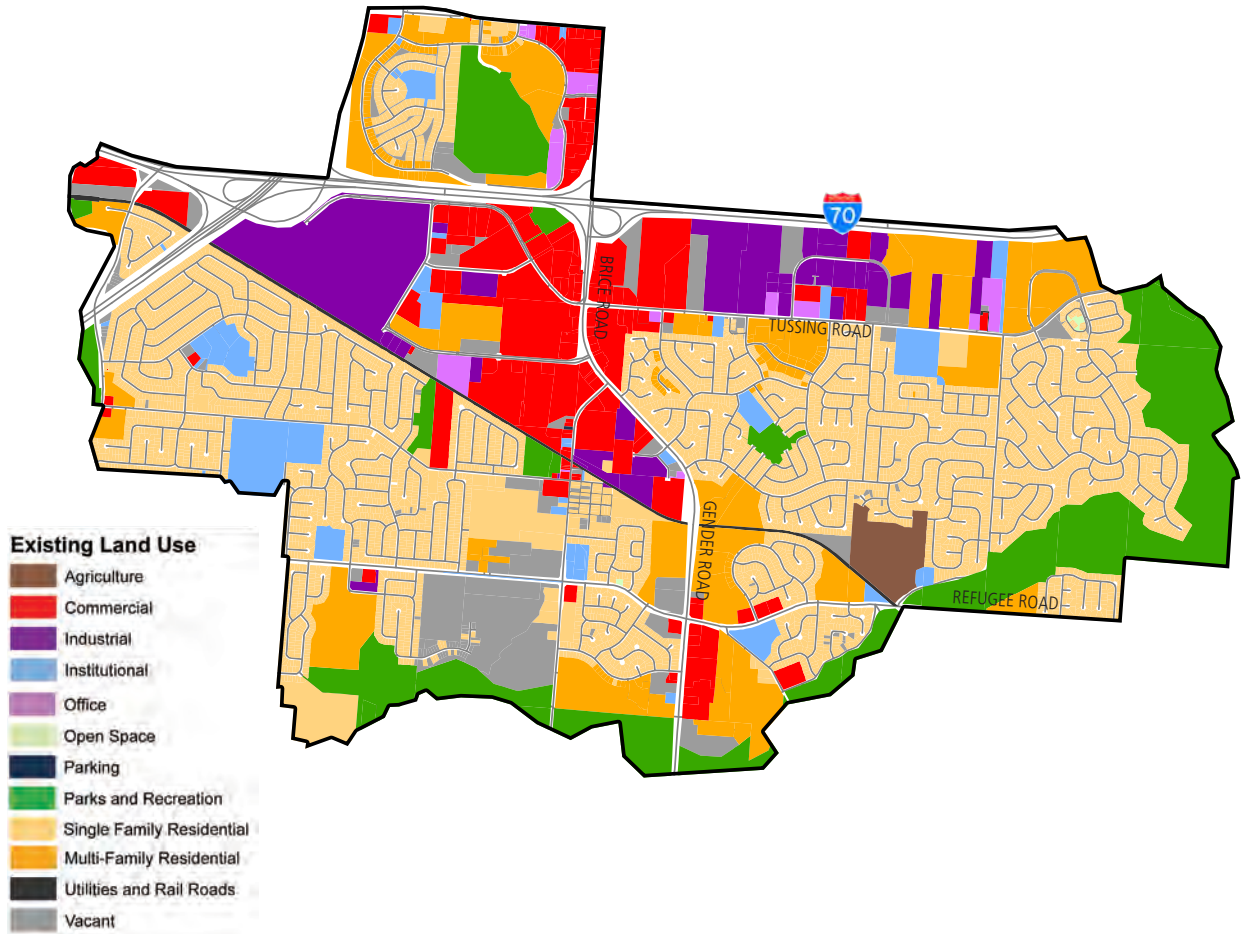 70
BRICE ROAD
TUSSING ROAD
GENDER ROAD
REFUGEE ROAD
Existing Land Use
Agriculture
Commercial
Industrial
Institutional
Office
Open Space
Parking
Parks and Recreation
Single Family Residential
Multi-Family Residential
Utilities and Rail Roads
Vacant